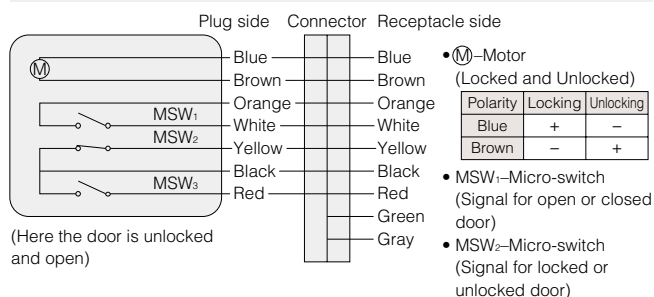 Plug side Connector Receptacle side
Blue Blue
M
Brown Brown
Orange Orange
MSW₁
White White
MSW₂
Yellow Yellow
Black Black
MSW₃
Red Red
Green
Gray
(Here the door is unlocked
and open)
• Ⓜ–Motor
(Locked and Unlocked)
Polarity Locking Unlocking
Blue + –
Brown – +
• MSW₁–Micro-switch
(Signal for open or closed
door)
• MSW₂–Micro-switch
(Signal for locked or
unlocked door)